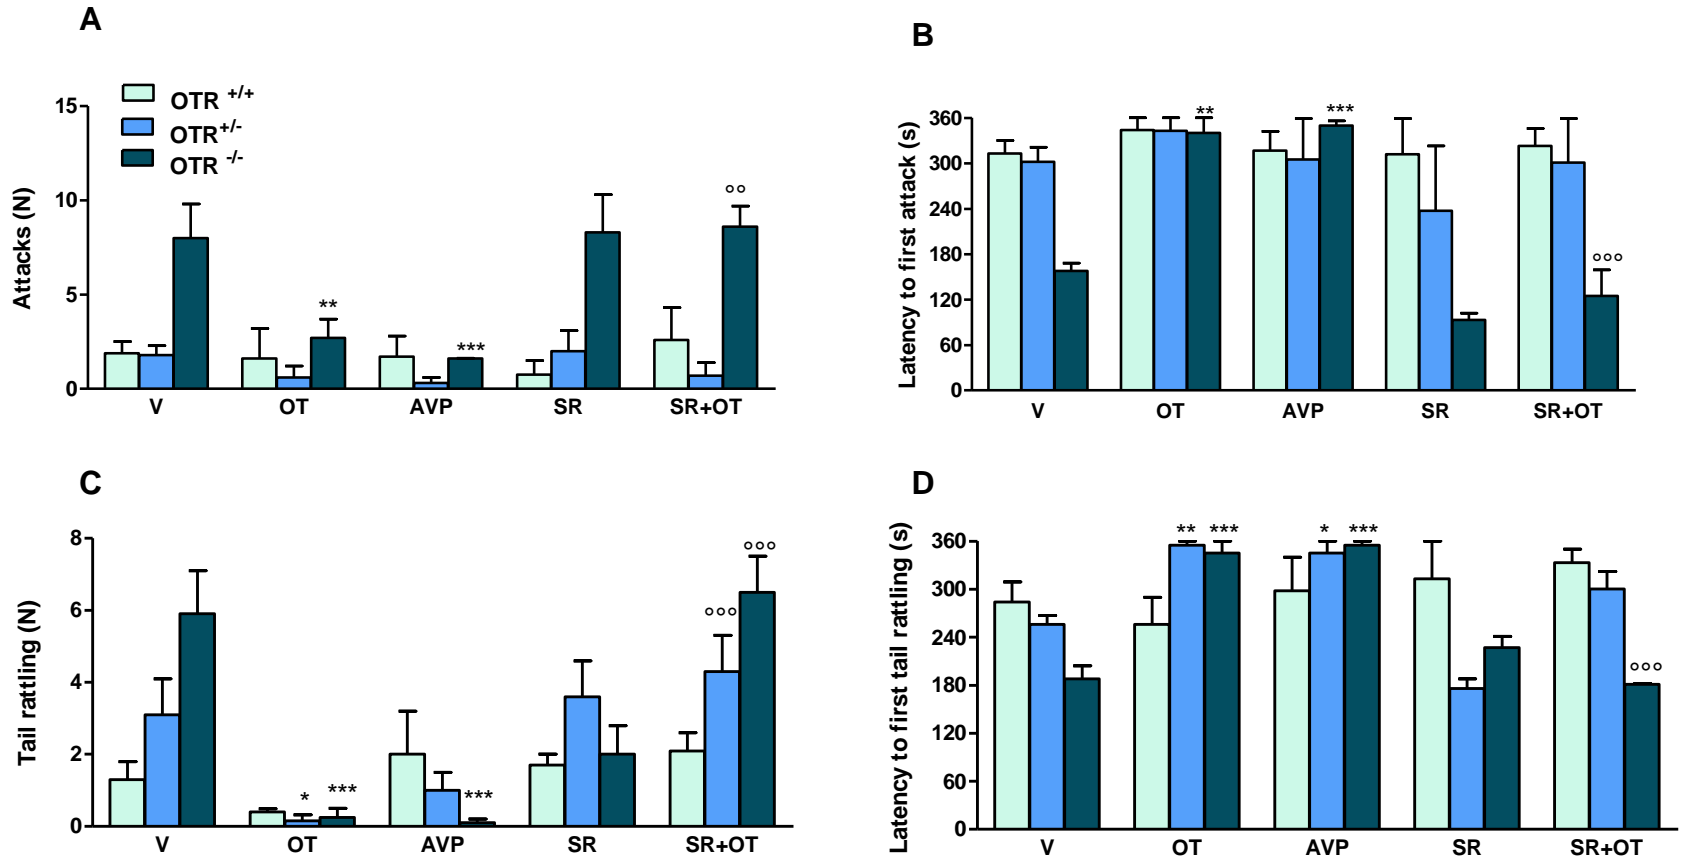 A
OTR +/+
OTR+/-
OTR -/-
Attacks (N)
15
10
5
0
**
***
°°
V OT AVP SR SR+OT
B
Latency to first attack (s)
360
300
240
180
120
60
0
**
***
°°°
V OT AVP SR SR+OT
C
Tail rattling (N)
8
6
4
2
0
*
***
***
°°°
°°°
V OT AVP SR SR+OT
D
Latency to first tail rattling (s)
360
300
240
180
120
60
0
** ***
* ***
°°°
V OT AVP SR SR+OT